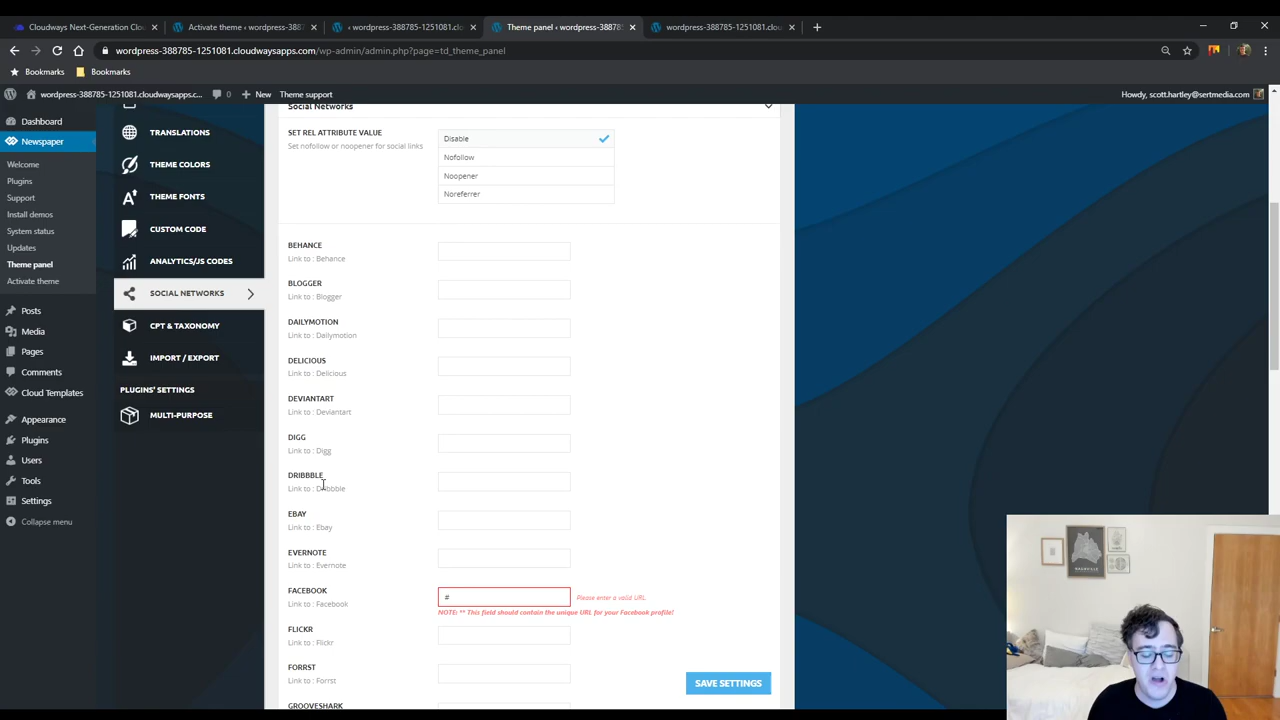 Cloudways Next-Generation Clo
Activate theme ‹ wordpress-3887
‹ wordpress-388785-1251081.clo
Theme panel ‹ wordpress-38878
wordpress-388785-1251081.clou
wordpress-388785-1251081.cloudwaysapps.com/wp-admin/admin.php?page=td_theme_panel
Bookmarks
Bookmarks
wordpress-388785-1251081.cloudwaysapps.c...
0
New
Theme support
Howdy, scott.hartley@sertmedia.com
Dashboard
Newspaper
Welcome
Plugins
Support
Install demos
System status
Updates
Theme panel
Activate theme
Posts
Media
Pages
Comments
Cloud Templates
Appearance
Plugins
Users
Tools
Settings
Collapse menu
TRANSLATIONS
THEME COLORS
THEME FONTS
CUSTOM CODE
ANALYTICS/JS CODES
SOCIAL NETWORKS
CPT & TAXONOMY
IMPORT / EXPORT
PLUGINS' SETTINGS
MULTI-PURPOSE
Social Networks
SET REL ATTRIBUTE VALUE
Set nofollow or noopener for social links
Disable
Nofollow
Noopener
Noreferrer
BEHANCE
Link to : Behance
BLOGGER
Link to : Blogger
DAILYMOTION
Link to : Dailymotion
DELICIOUS
Link to : Delicious
DEVIANTART
Link to : Deviantart
DIGG
Link to : Digg
DRIBBBLE
Link to : Dribbble
EBAY
Link to : Ebay
EVERNOTE
Link to : Evernote
FACEBOOK
Link to : Facebook
#
Please enter a valid URL
NOTE: ** This field should contain the unique URL for your Facebook profile!
FLICKR
Link to : Flickr
FORRST
Link to : Forrst
GROOVESHARK
SAVE SETTINGS